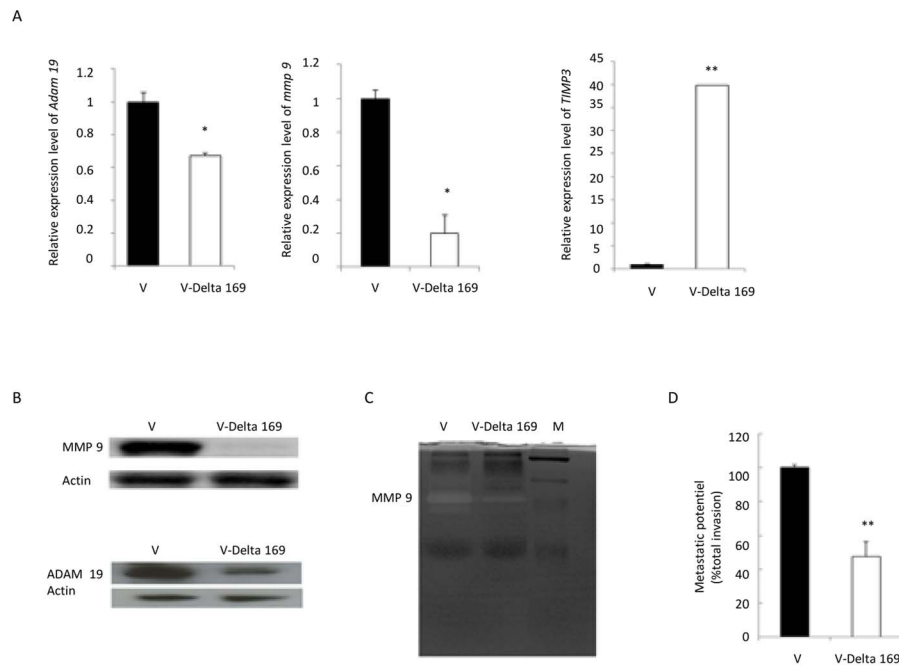 A
Relative expression level of Adam 19
1.2
1
0.8
0.6
0.4
0.2
0
*
V
V-Delta 169
Relative expression level of mmp 9
1.2
1
0.8
0.6
0.4
0.2
0
*
V
V-Delta 169
Relative expression level of TIMP3
45
40
35
30
25
20
15
10
5
0
**
V
V-Delta 169
B
V V-Delta 169
MMP 9
Actin
V V-Delta 169
ADAM 19
Actin
C
V V-Delta 169 M
MMP 9
D
Metastatic potentiel
(%total invasion)
120
100
80
60
40
20
0
**
V
V-Delta 169